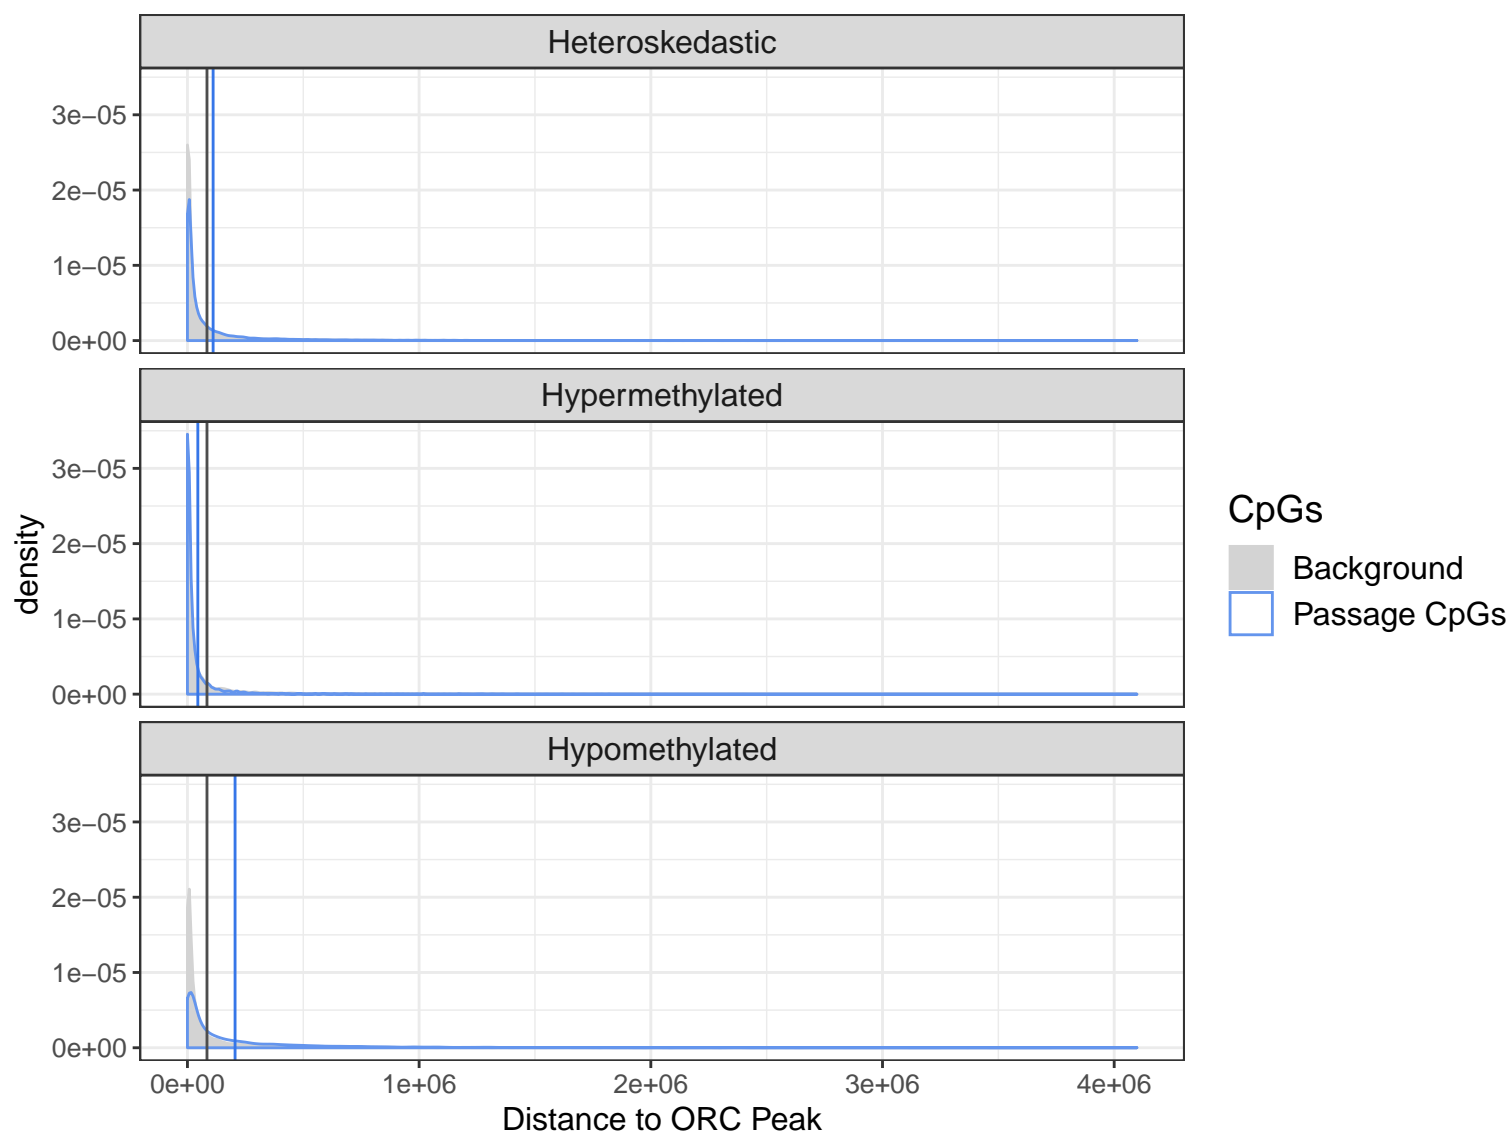 Heteroskedastic
3e−05
2e−05
1e−05
0e+00
Hypermethylated
3e−05
2e−05
1e−05
0e+00
Hypomethylated
3e−05
2e−05
1e−05
0e+00
0e+00 1e+06 2e+06 3e+06 4e+06
Distance to ORC Peak
density
CpGs
Background
Passage CpGs